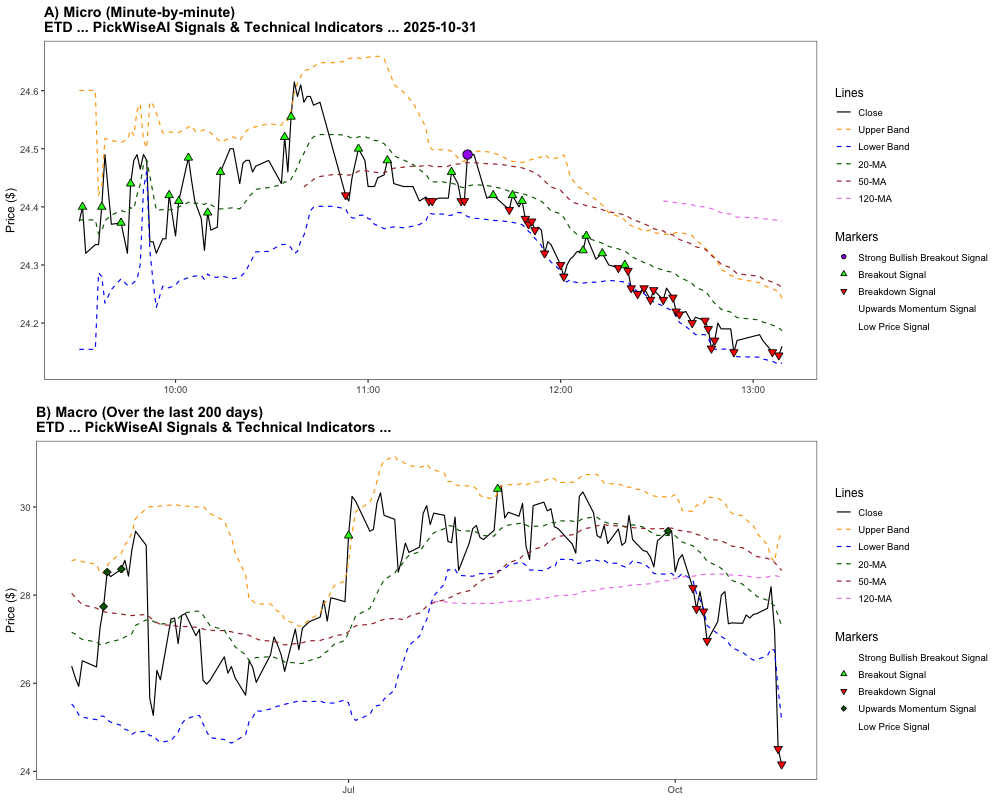 A) Micro (Minute-by-minute)
ETD ... PickWiseAI Signals & Technical Indicators ... 2025-10-31
Price ($)
24.6
24.5
24.4
24.3
24.2
10:00
11:00
12:00
13:00
Lines
Close
Upper Band
Lower Band
20-MA
50-MA
120-MA
Markers
Strong Bullish Breakout Signal
Breakout Signal
Breakdown Signal
Upwards Momentum Signal
Low Price Signal
B) Macro (Over the last 200 days)
ETD ... PickWiseAI Signals & Technical Indicators ...
Price ($)
30
28
26
24
Jul
Oct
Lines
Close
Upper Band
Lower Band
20-MA
50-MA
120-MA
Markers
Strong Bullish Breakout Signal
Breakout Signal
Breakdown Signal
Upwards Momentum Signal
Low Price Signal